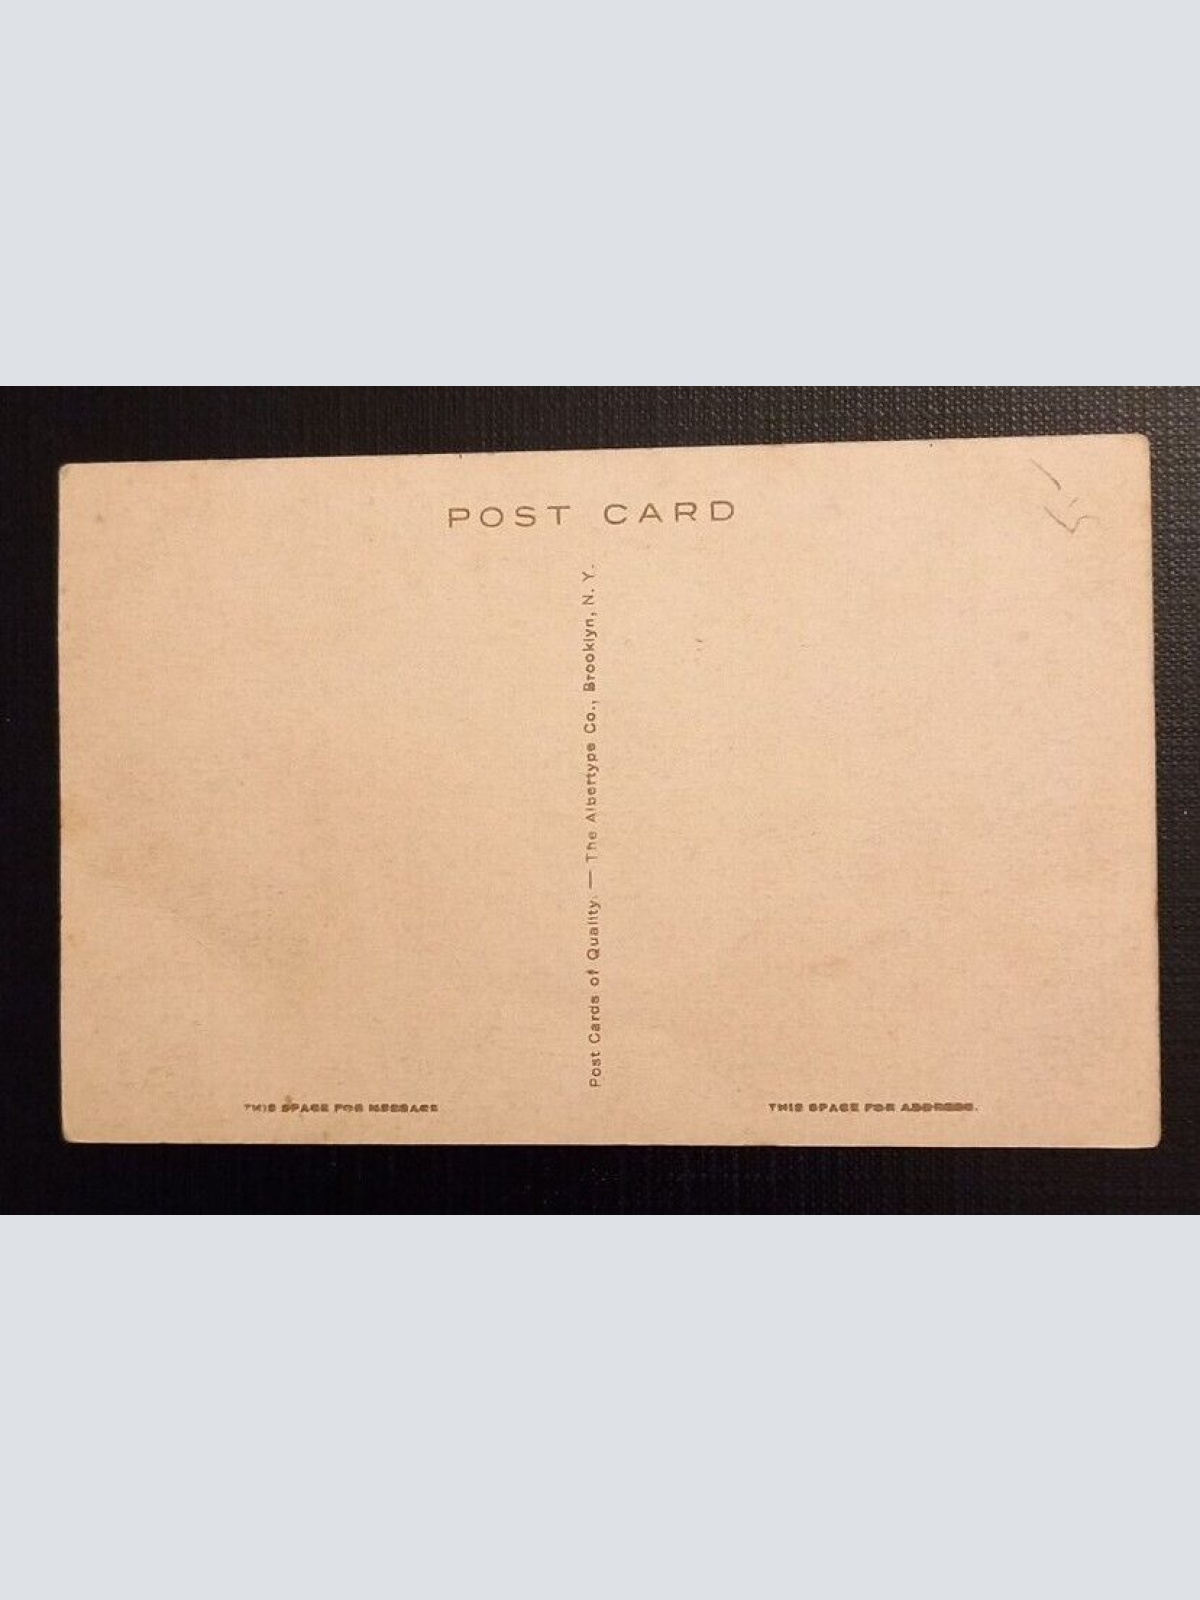 POST CARD
Post Cards of Quality. — The Albertype Co., Brooklyn, N. Y.
THIS SPACE FOR MESSAGE
THIS SPACE FOR ADDRESS.